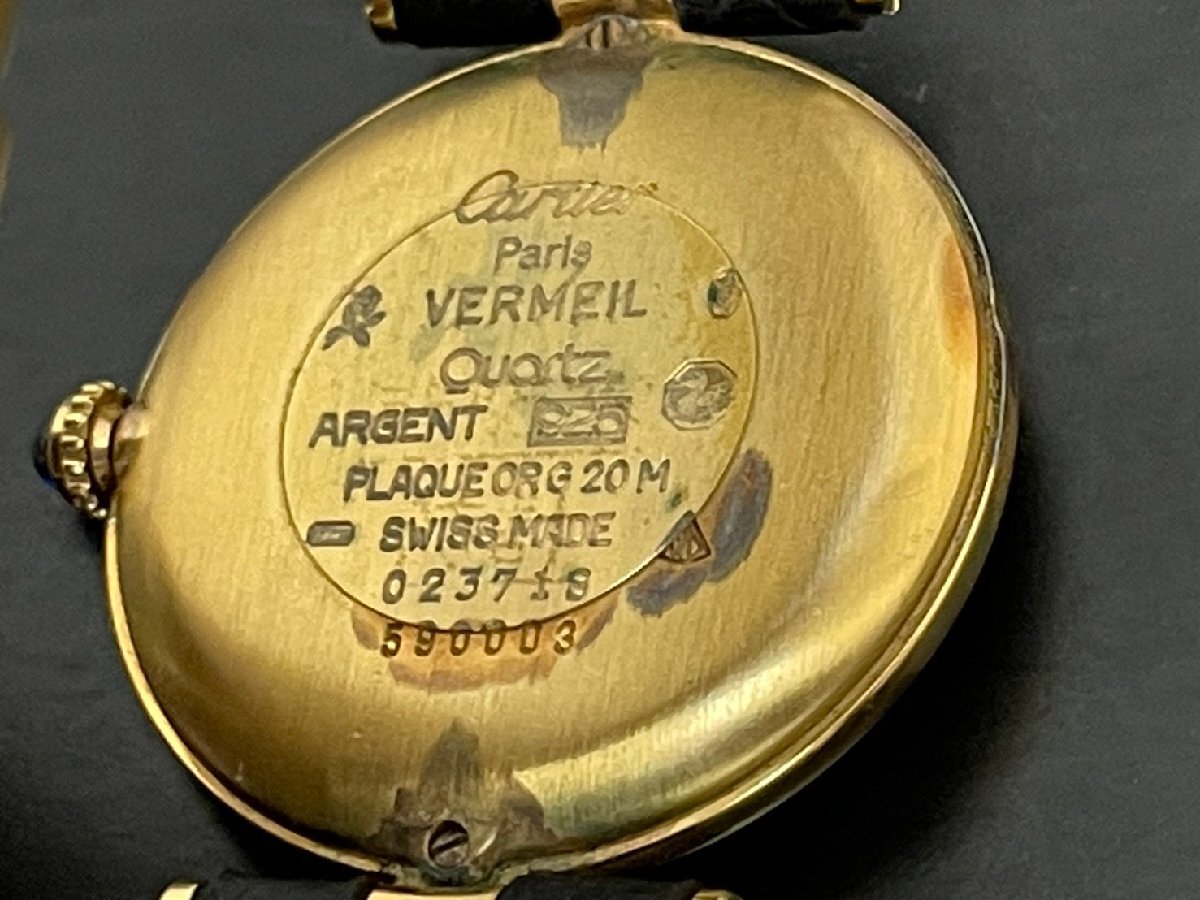 Cartier
Paris
VERMEIL
Quartz
ARGENT 925
PLAQUE OR G 20 M
SWISS MADE
023718
590003